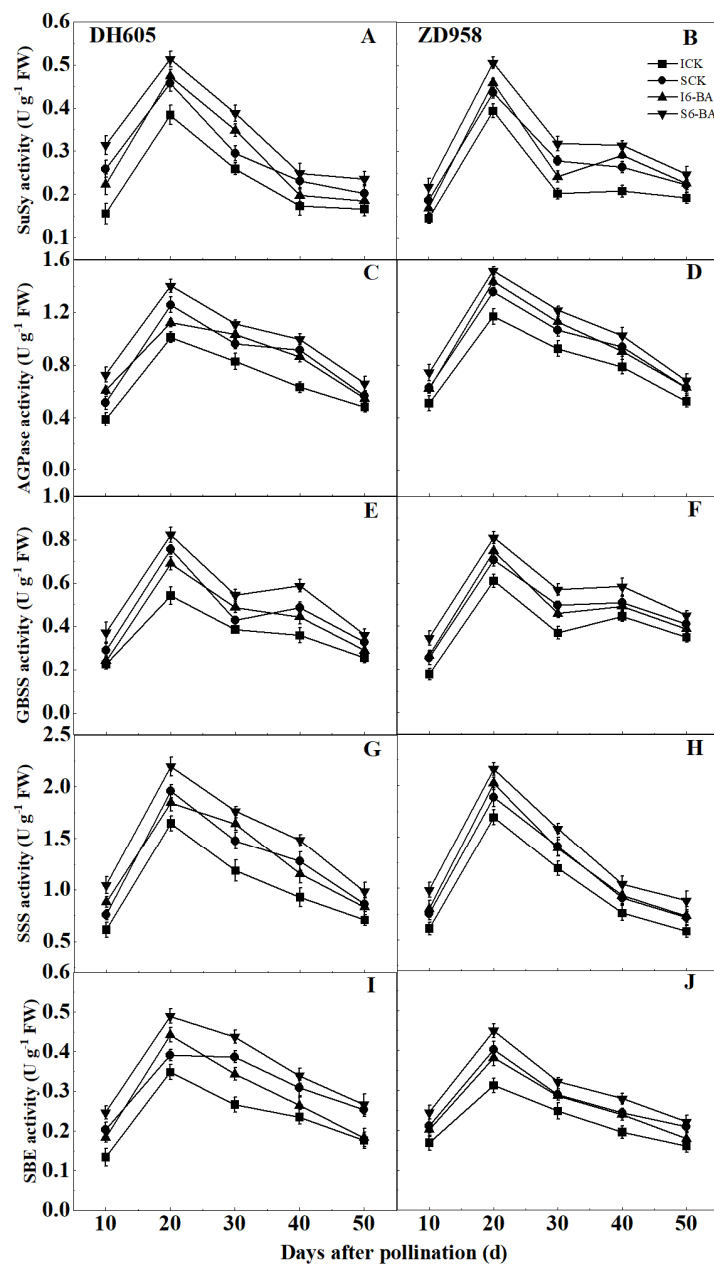 DH605 A
ZD958 B
ICK
SCK
I6-BA
S6-BA
SuSy activity (U g⁻¹ FW)
0.6
0.5
0.4
0.3
0.2
0.1
C
D
AGPase activity (U g⁻¹ FW)
1.6
1.2
0.8
0.4
0.0
E
F
GBSS activity (U g⁻¹ FW)
1.0
0.8
0.6
0.4
0.2
0.0
G
H
SSS activity (U g⁻¹ FW)
2.5
2.0
1.5
1.0
0.5
I
J
SBE activity (U g⁻¹ FW)
0.6
0.5
0.4
0.3
0.2
0.1
0.0
10 20 30 40 50 10 20 30 40 50
Days after pollination (d)